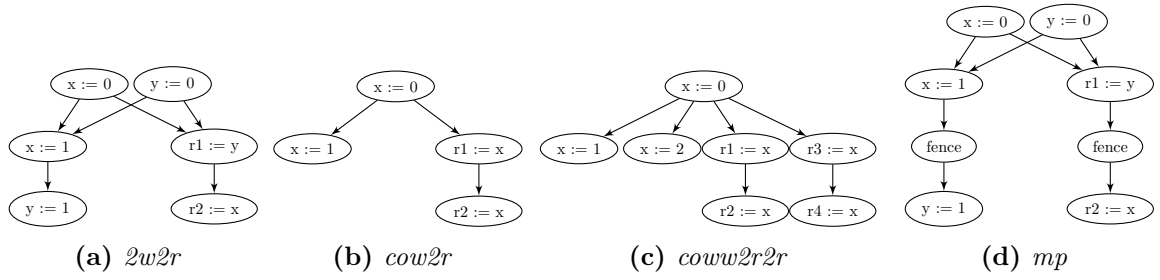 x := 0 y := 0
x := 1 r1 := y
y := 1 r2 := x
(a) 2w2r
x := 0
x := 1 r1 := x
r2 := x
(b) cow2r
x := 0
x := 1 x := 2 r1 := x r3 := x
r2 := x r4 := x
(c) coww2r2r
x := 0 y := 0
x := 1 r1 := y
fence fence
y := 1 r2 := x
(d) mp